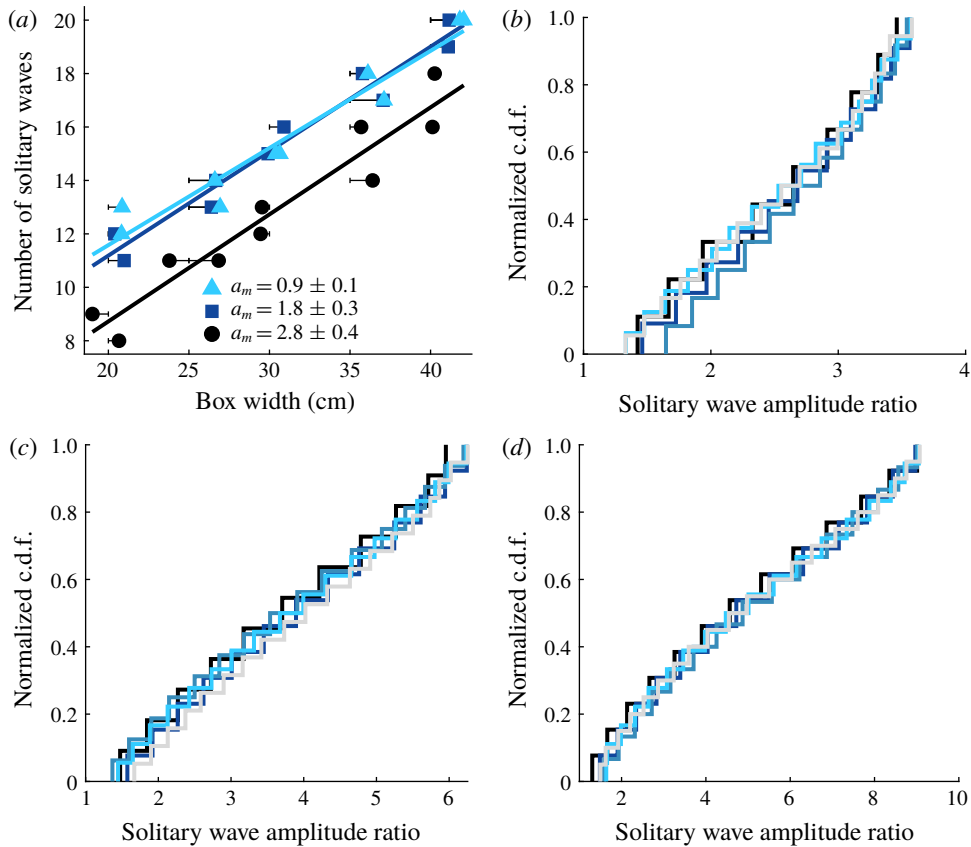 (a)
20
18
16
14
12
10
8
Number of solitary waves
a_m = 0.9 ± 0.1
a_m = 1.8 ± 0.3
a_m = 2.8 ± 0.4
20 25 30 35 40
Box width (cm)
(b)
1.0
0.8
0.6
0.4
0.2
0
Normalized c.d.f.
1 2 3 4
Solitary wave amplitude ratio
(c)
1.0
0.8
0.6
0.4
0.2
0
Normalized c.d.f.
1 2 3 4 5 6
Solitary wave amplitude ratio
(d)
1.0
0.8
0.6
0.4
0.2
0
Normalized c.d.f.
2 4 6 8 10
Solitary wave amplitude ratio